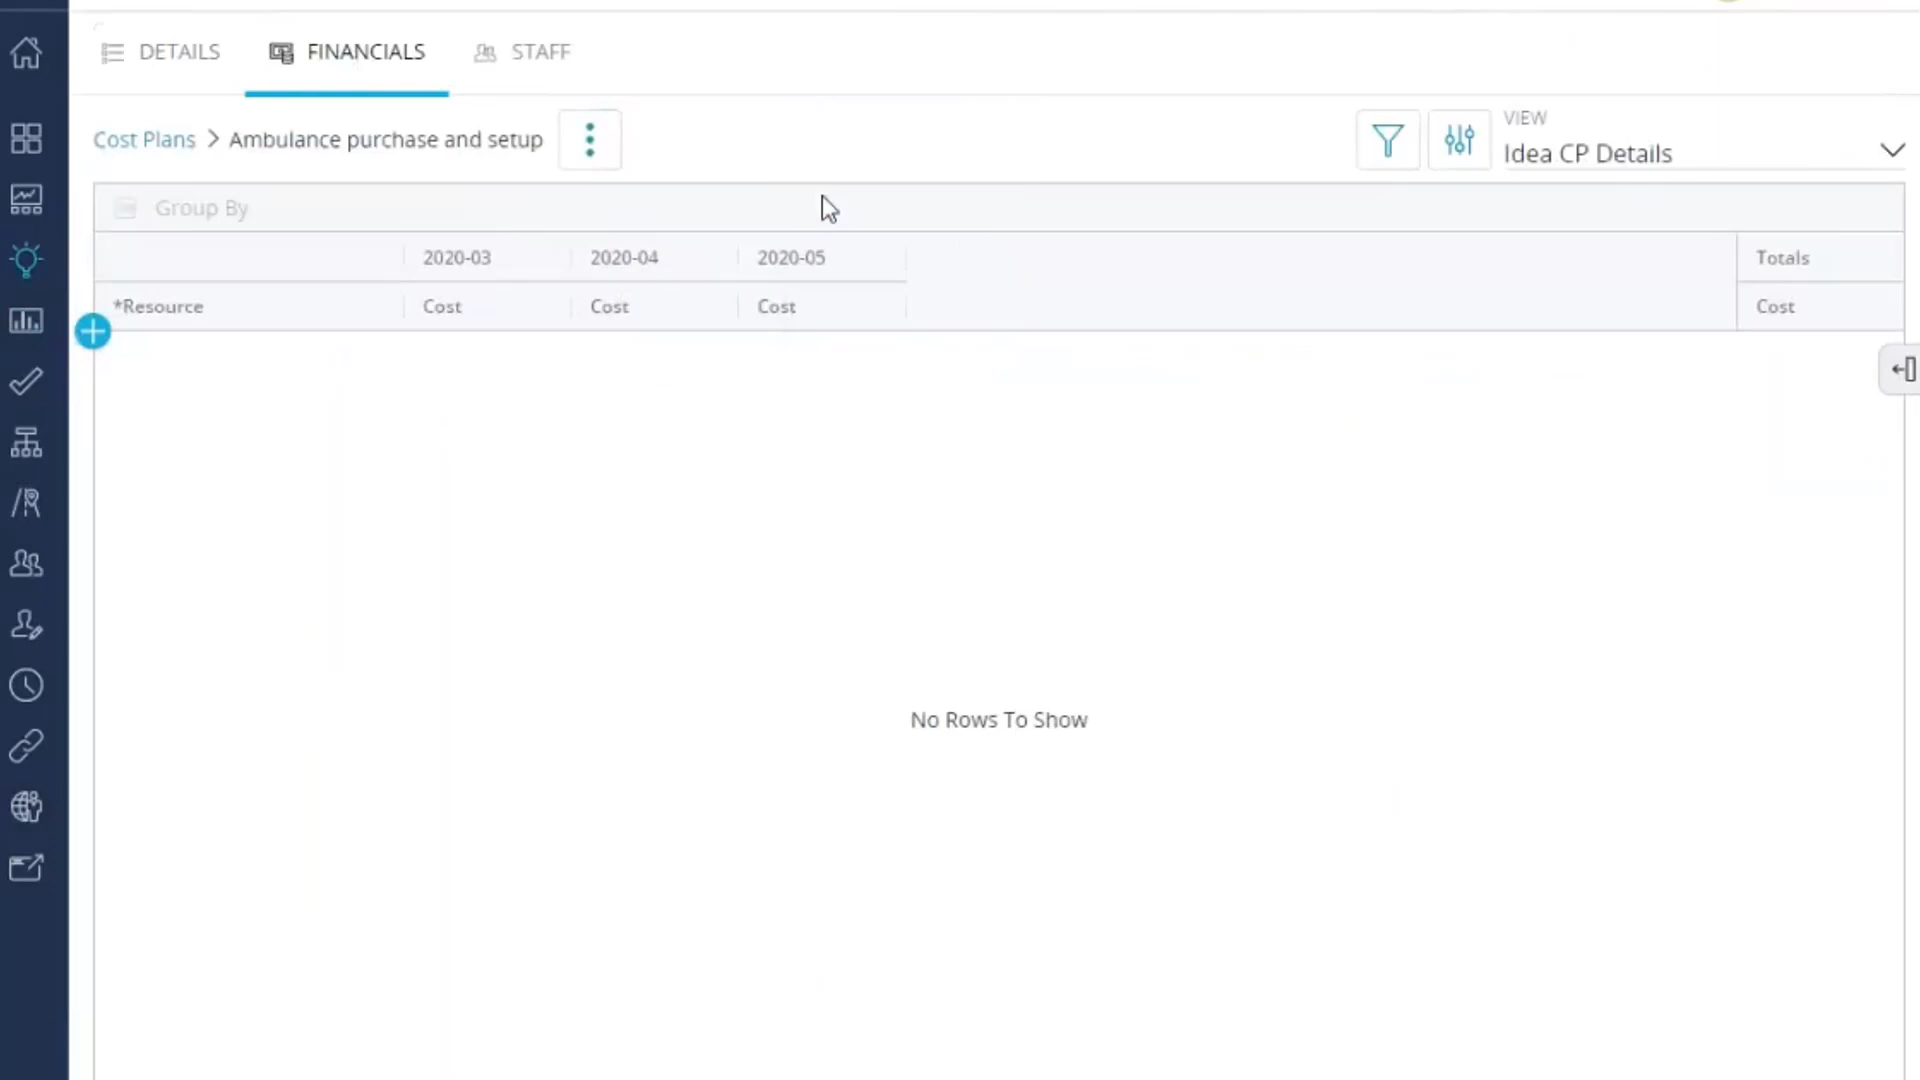 DETAILS FINANCIALS STAFF
Cost Plans > Ambulance purchase and setup
VIEW
Idea CP Details
Group By
2020-03 2020-04 2020-05 Totals
*Resource Cost Cost Cost Cost
No Rows To Show